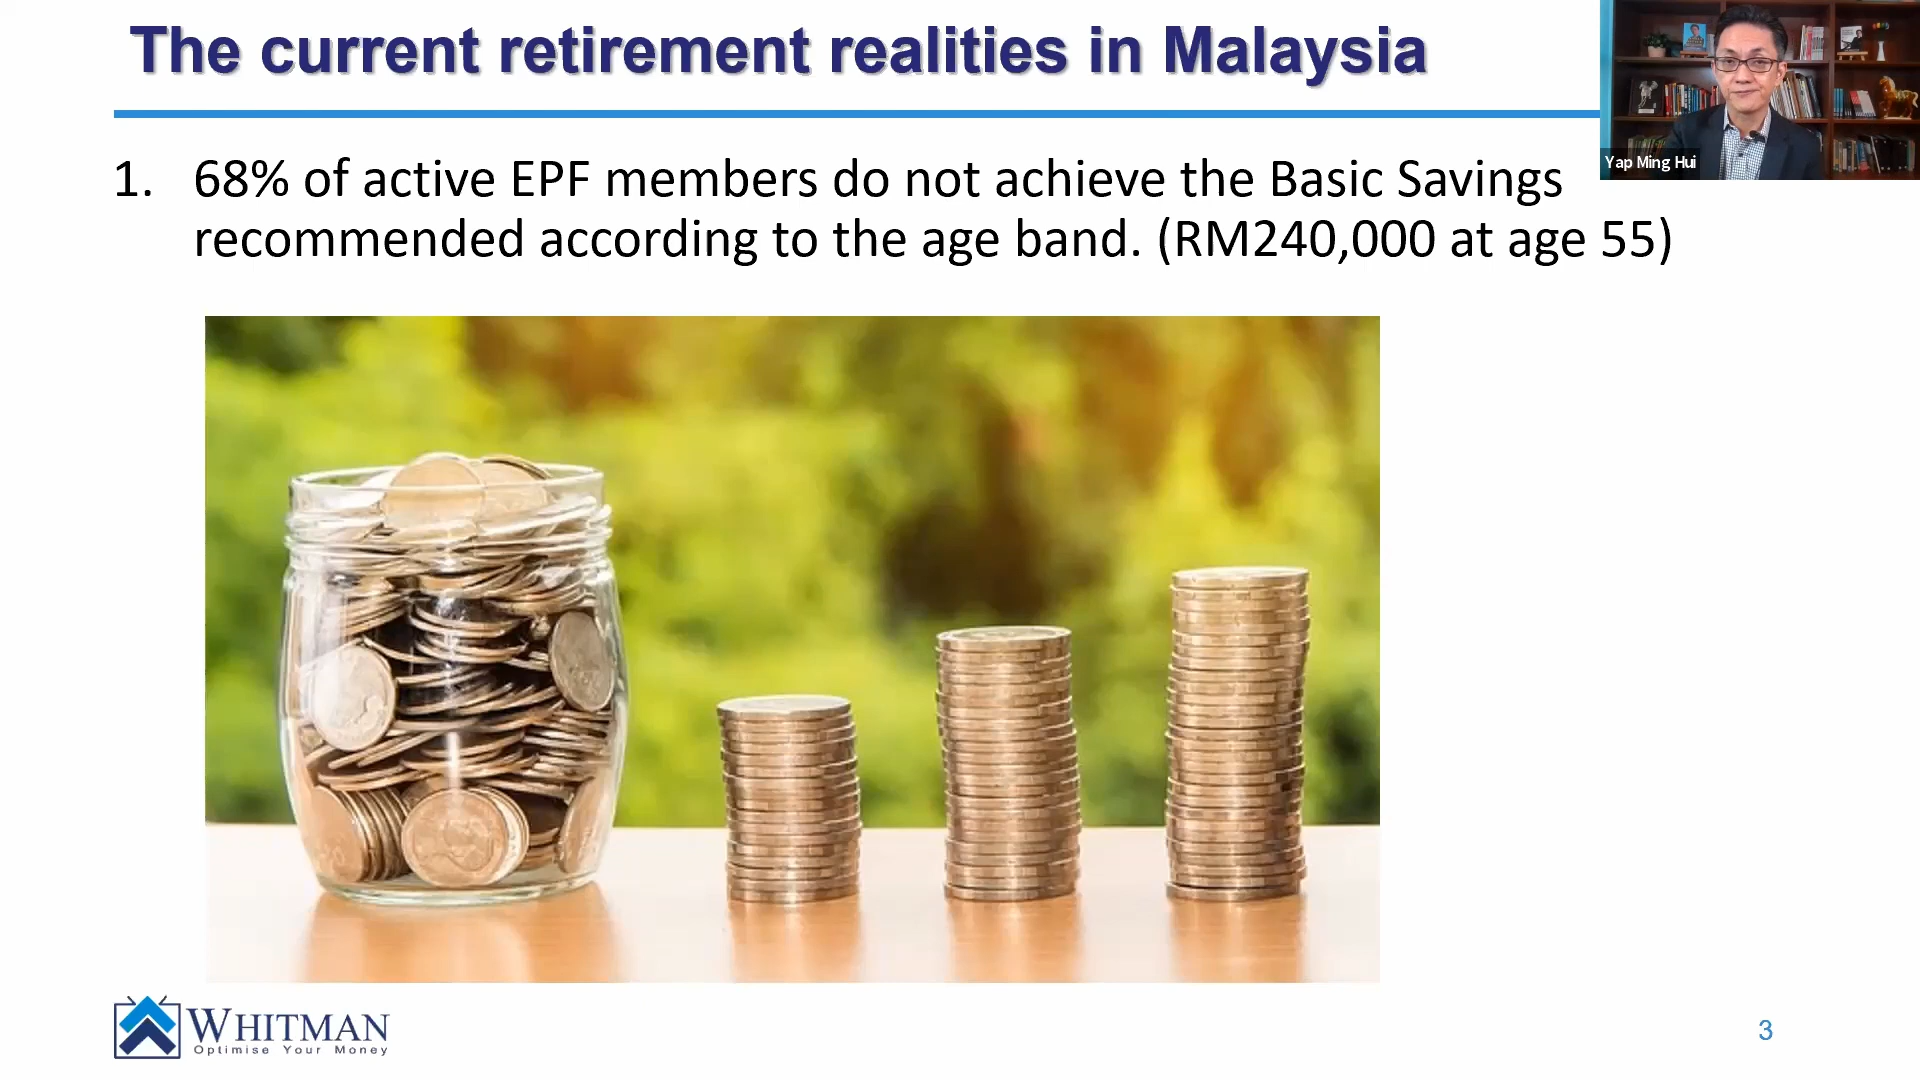 The current retirement realities in Malaysia
Yap Ming Hui
1. 68% of active EPF members do not achieve the Basic Savings
recommended according to the age band. (RM240,000 at age 55)
WHITMAN
Optimise Your Money
3